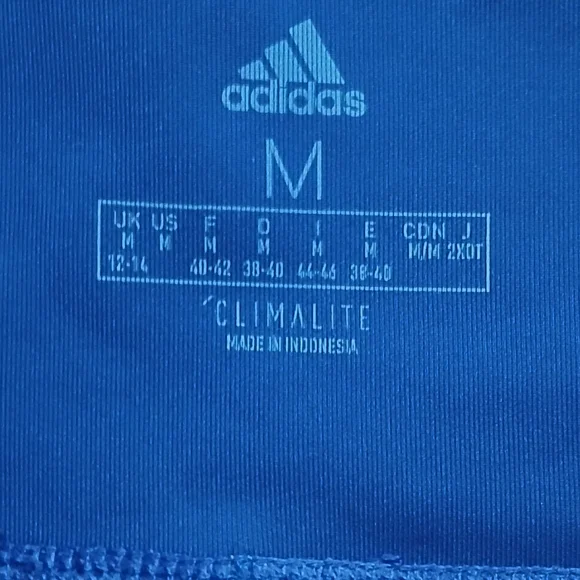 adidas
M
UK US F D I E CDN J
M M M M M M M/M 2XOT
12-14 40-42 38-40 44-46 38-40
CLIMALITE
MADE IN INDONESIA